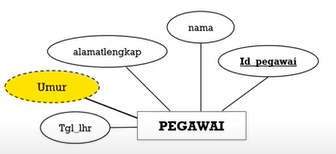 nama
alamatlengkap
Id_pegawai
Umur
Tgl_lhr
PEGAWAI